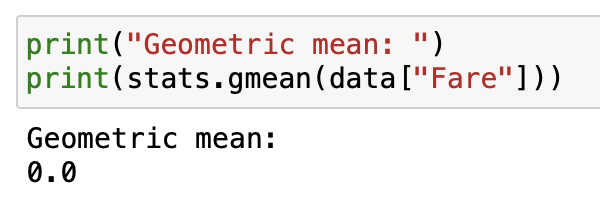 print("Geometric mean: ")
print(stats.gmean(data["Fare"]))
Geometric mean:
0.0